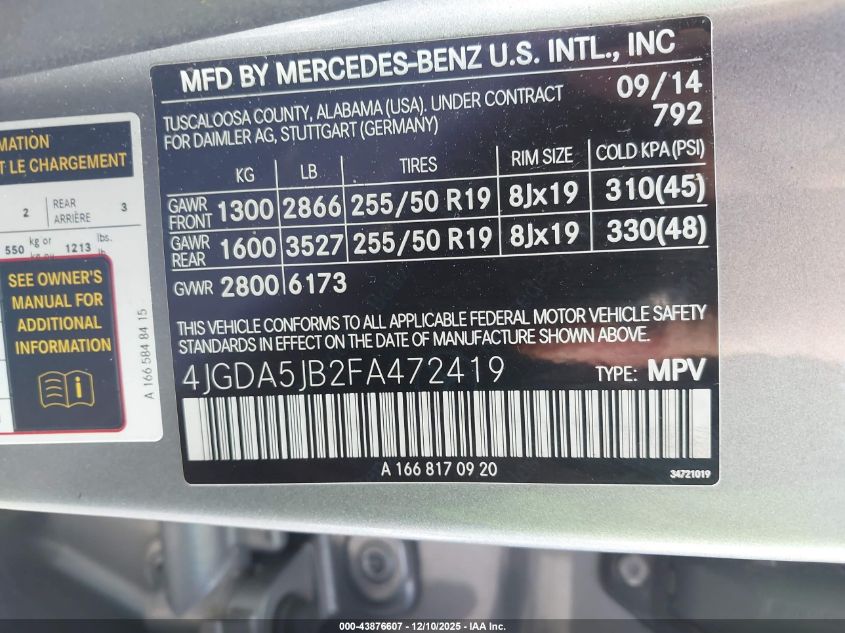 MFD BY MERCEDES-BENZ U.S. INTL., INC
TUSCALOOSA COUNTY, ALABAMA (USA). UNDER CONTRACT
FOR DAIMLER AG, STUTTGART (GERMANY)
09/14
792
KG LB TIRES RIM SIZE COLD KPA (PSI)
GAWR FRONT 1300 2866 255/50 R19 8Jx19 310(45)
GAWR REAR 1600 3527 255/50 R19 8Jx19 330(48)
GVWR 2800 6173
THIS VEHICLE CONFORMS TO ALL APPLICABLE FEDERAL MOTOR VEHICLE SAFETY
STANDARDS IN EFFECT ON THE DATE OF MANUFACTURE SHOWN ABOVE.
4JGDA5JB2FA472419 TYPE: MPV
A 166 817 09 20
34721019
LE CHARGEMENT
2 REAR ARRIÈRE 3
550 kg or 1213 lbs.
SEE OWNER'S
MANUAL FOR
ADDITIONAL
INFORMATION
A 166 584 84 15
000-43876607 - 12/10/2025 - IAA Inc.